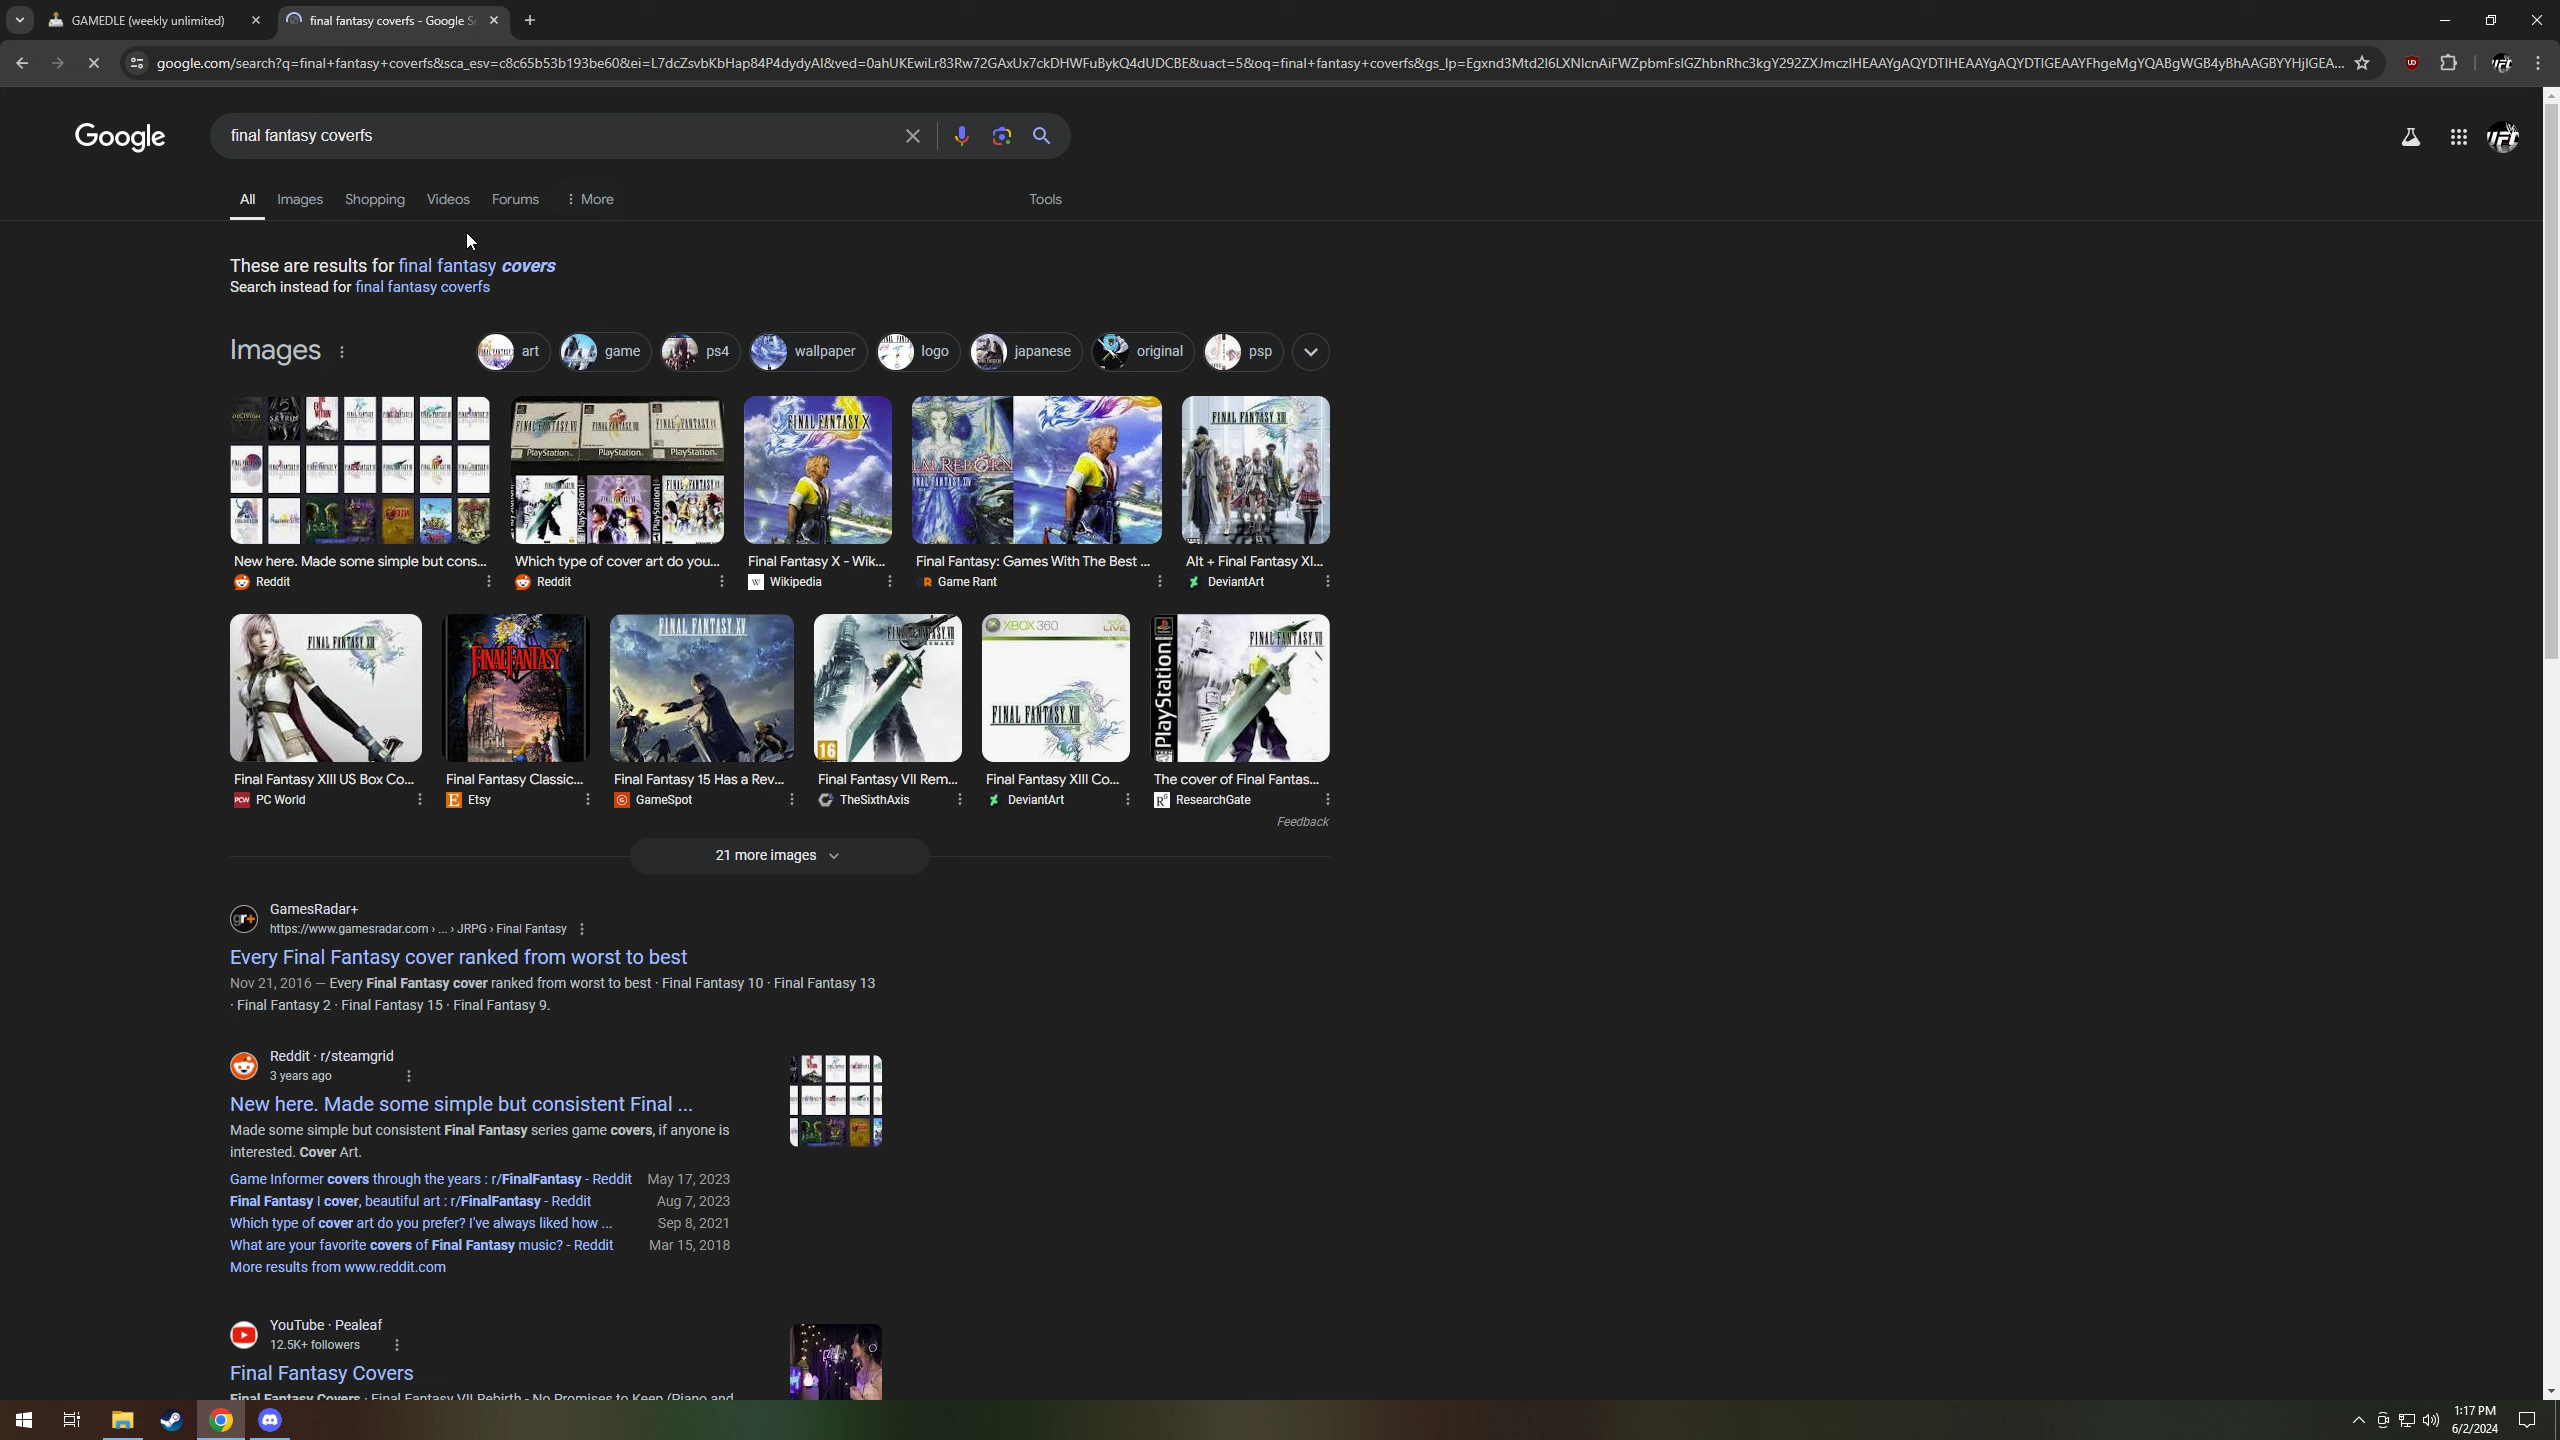 GAMEDLE (weekly unlimited)
final fantasy coverfs - Google Se
google.com/search?q=final+fantasy+coverfs&sca_esv=c8c65b53b193be60&ei=L7dcZsvbKbHap84P4dydyAI&ved=0ahUKEwiLr83Rw72GAxUx7ckDHWFuBykQ4dUDCBE&uact=5&oq=final+fantasy+coverfs&gs_lp=Egxnd3Mtd2l6LXNlcnAiFWZpbmFsIGZhbnRhc3kgY292ZXJmczIHEAAYgAQYDTIHEAAYgAQYDTIGEAAYFhgeMgYQABgWGB4yBhAAGBYYHjIGEA...
Google
final fantasy coverfs
All Images Shopping Videos Forums More Tools
These are results for final fantasy covers
Search instead for final fantasy coverfs
Images
art game ps4 wallpaper logo japanese original psp
New here. Made some simple but cons...
Reddit
Which type of cover art do you...
Reddit
Final Fantasy X - Wik...
Wikipedia
Final Fantasy: Games With The Best ...
Game Rant
Alt + Final Fantasy XI...
DeviantArt
Final Fantasy XIII US Box Co...
PC World
Final Fantasy Classic...
Etsy
Final Fantasy 15 Has a Rev...
GameSpot
Final Fantasy VII Rem...
TheSixthAxis
Final Fantasy XIII Co...
DeviantArt
The cover of Final Fantas...
ResearchGate
Feedback
21 more images
GamesRadar+
https://www.gamesradar.com › ... › JRPG › Final Fantasy
Every Final Fantasy cover ranked from worst to best
Nov 21, 2016 — Every Final Fantasy cover ranked from worst to best · Final Fantasy 10 · Final Fantasy 13
· Final Fantasy 2 · Final Fantasy 15 · Final Fantasy 9.
Reddit · r/steamgrid
3 years ago
New here. Made some simple but consistent Final ...
Made some simple but consistent Final Fantasy series game covers, if anyone is
interested. Cover Art.
Game Informer covers through the years : r/FinalFantasy - Reddit May 17, 2023
Final Fantasy I cover, beautiful art : r/FinalFantasy - Reddit Aug 7, 2023
Which type of cover art do you prefer? I've always liked how ... Sep 8, 2021
What are your favorite covers of Final Fantasy music? - Reddit Mar 15, 2018
More results from www.reddit.com
YouTube · Pealeaf
12.5K+ followers
Final Fantasy Covers
Final Fantasy Covers · Final Fantasy VII Rebirth - No Promises to Keep (Piano and
1:17 PM
6/2/2024